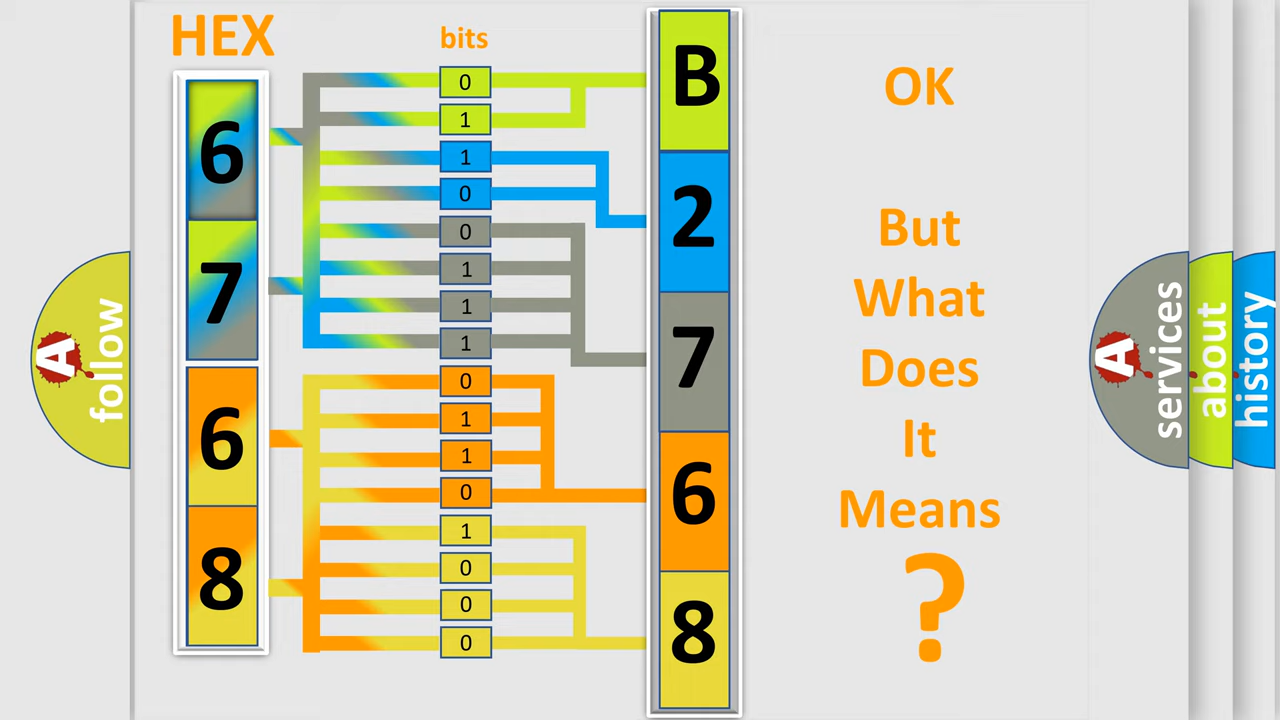 HEX
bits
6
7
6
8
0
1
1
0
0
1
1
1
0
1
1
0
1
0
0
0
B
2
7
6
8
OK
But
What
Does
It
Means
?
A
follow
A
services
about
history